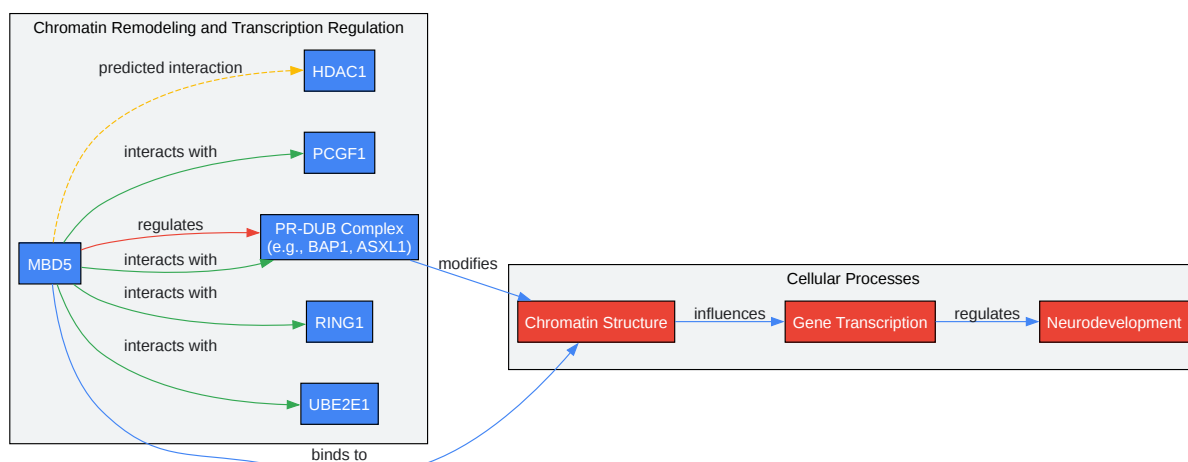 Chromatin Remodeling and Transcription Regulation
predicted interaction
HDAC1
interacts with
PCGF1
regulates
PR-DUB Complex
(e.g., BAP1, ASXL1)
MBD5
interacts with
modifies
Cellular Processes
interacts with
RING1
Chromatin Structure
influences
Gene Transcription
regulates
Neurodevelopment
interacts with
UBE2E1
binds to